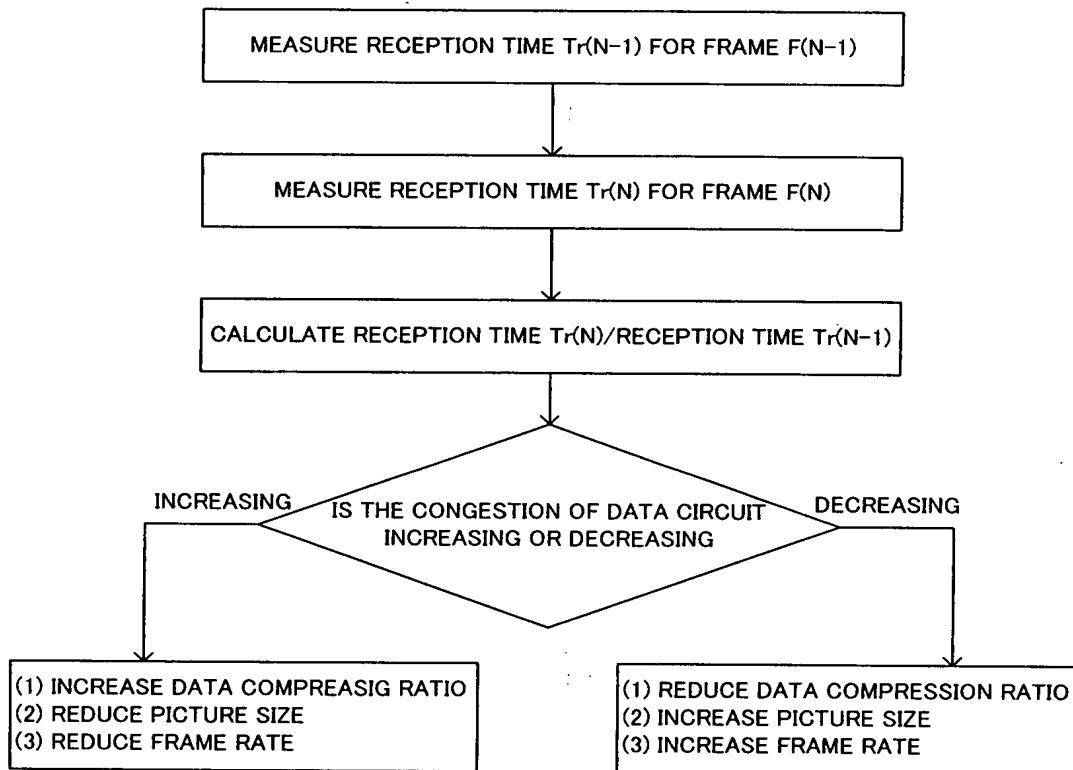 MEASURE RECEPTION TIME Tr(N-1) FOR FRAME F(N-1)
MEASURE RECEPTION TIME Tr(N) FOR FRAME F(N)
CALCULATE RECEPTION TIME Tr(N)/RECEPTION TIME Tr(N-1)
IS THE CONGESTION OF DATA CIRCUIT
INCREASING OR DECREASING
INCREASING
DECREASING
(1) INCREASE DATA COMPREASIG RATIO
(2) REDUCE PICTURE SIZE
(3) REDUCE FRAME RATE
(1) REDUCE DATA COMPRESSION RATIO
(2) INCREASE PICTURE SIZE
(3) INCREASE FRAME RATE